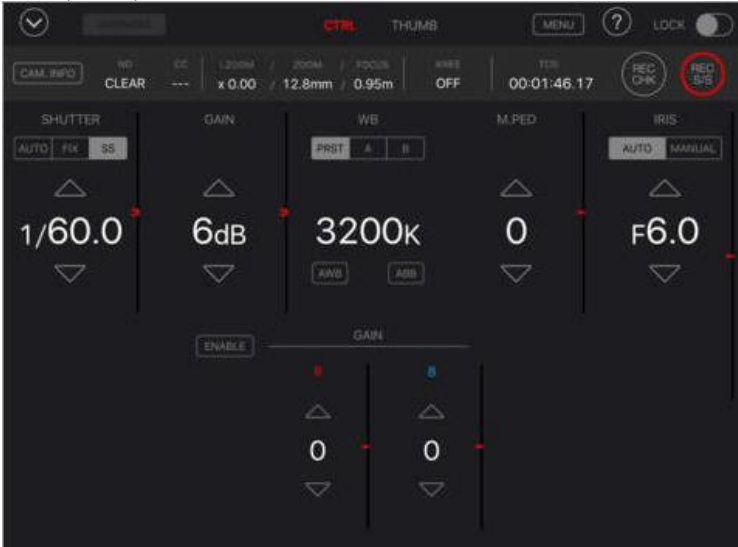 CTRL THUMB MENU ? LOCK
CAM. INFO ND CC I.ZOOM / ZOOM / FOCUS KNEE TCG REC CHK REC S/S
CLEAR --- x 0.00 / 12.8mm / 0.95m OFF 00:01:46.17
SHUTTER GAIN WB M.PED IRIS
AUTO FIX SS PRST A B AUTO MANUAL
1/60.0 6dB 3200K 0 F6.0
AWB ABB
ENABLE GAIN
B
0 0